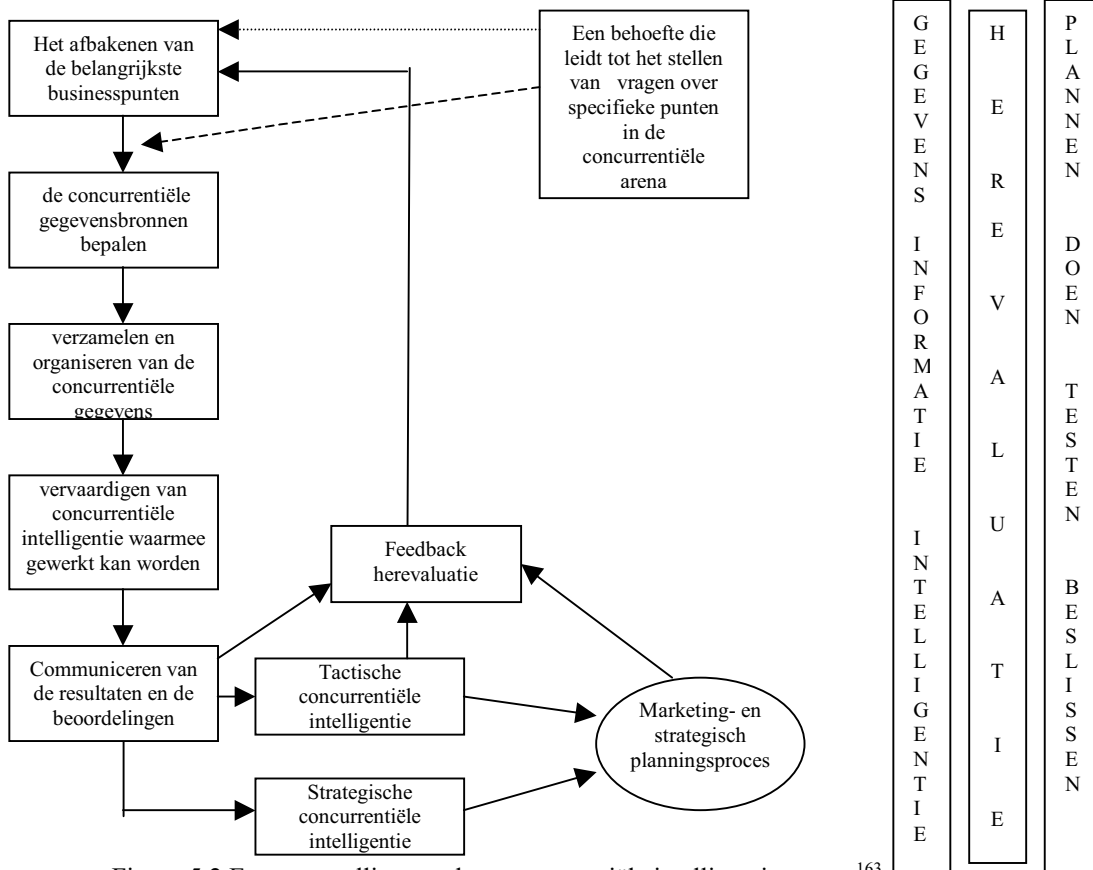 Het afbakenen van
de belangrijkste
businesspunten
Een behoefte die
leidt tot het stellen
van vragen over
specifieke punten
in de
concurrentiële
arena
de concurrentiële
gegevensbronnen
bepalen
verzamelen en
organiseren van de
concurrentiële
gegevens
vervaardigen van
concurrentiële
intelligentie waarmee
gewerkt kan worden
Feedback
herevaluatie
Communiceren van
de resultaten en de
beoordelingen
Tactische
concurrentiële
intelligentie
Marketing- en
strategisch
planningsproces
Strategische
concurrentiële
intelligentie
GEGEVENS INFORMATIE INTELLIGENTIE
HEREVALUATIE
PLANNEN DOEN TESTEN BESLISSEN
163